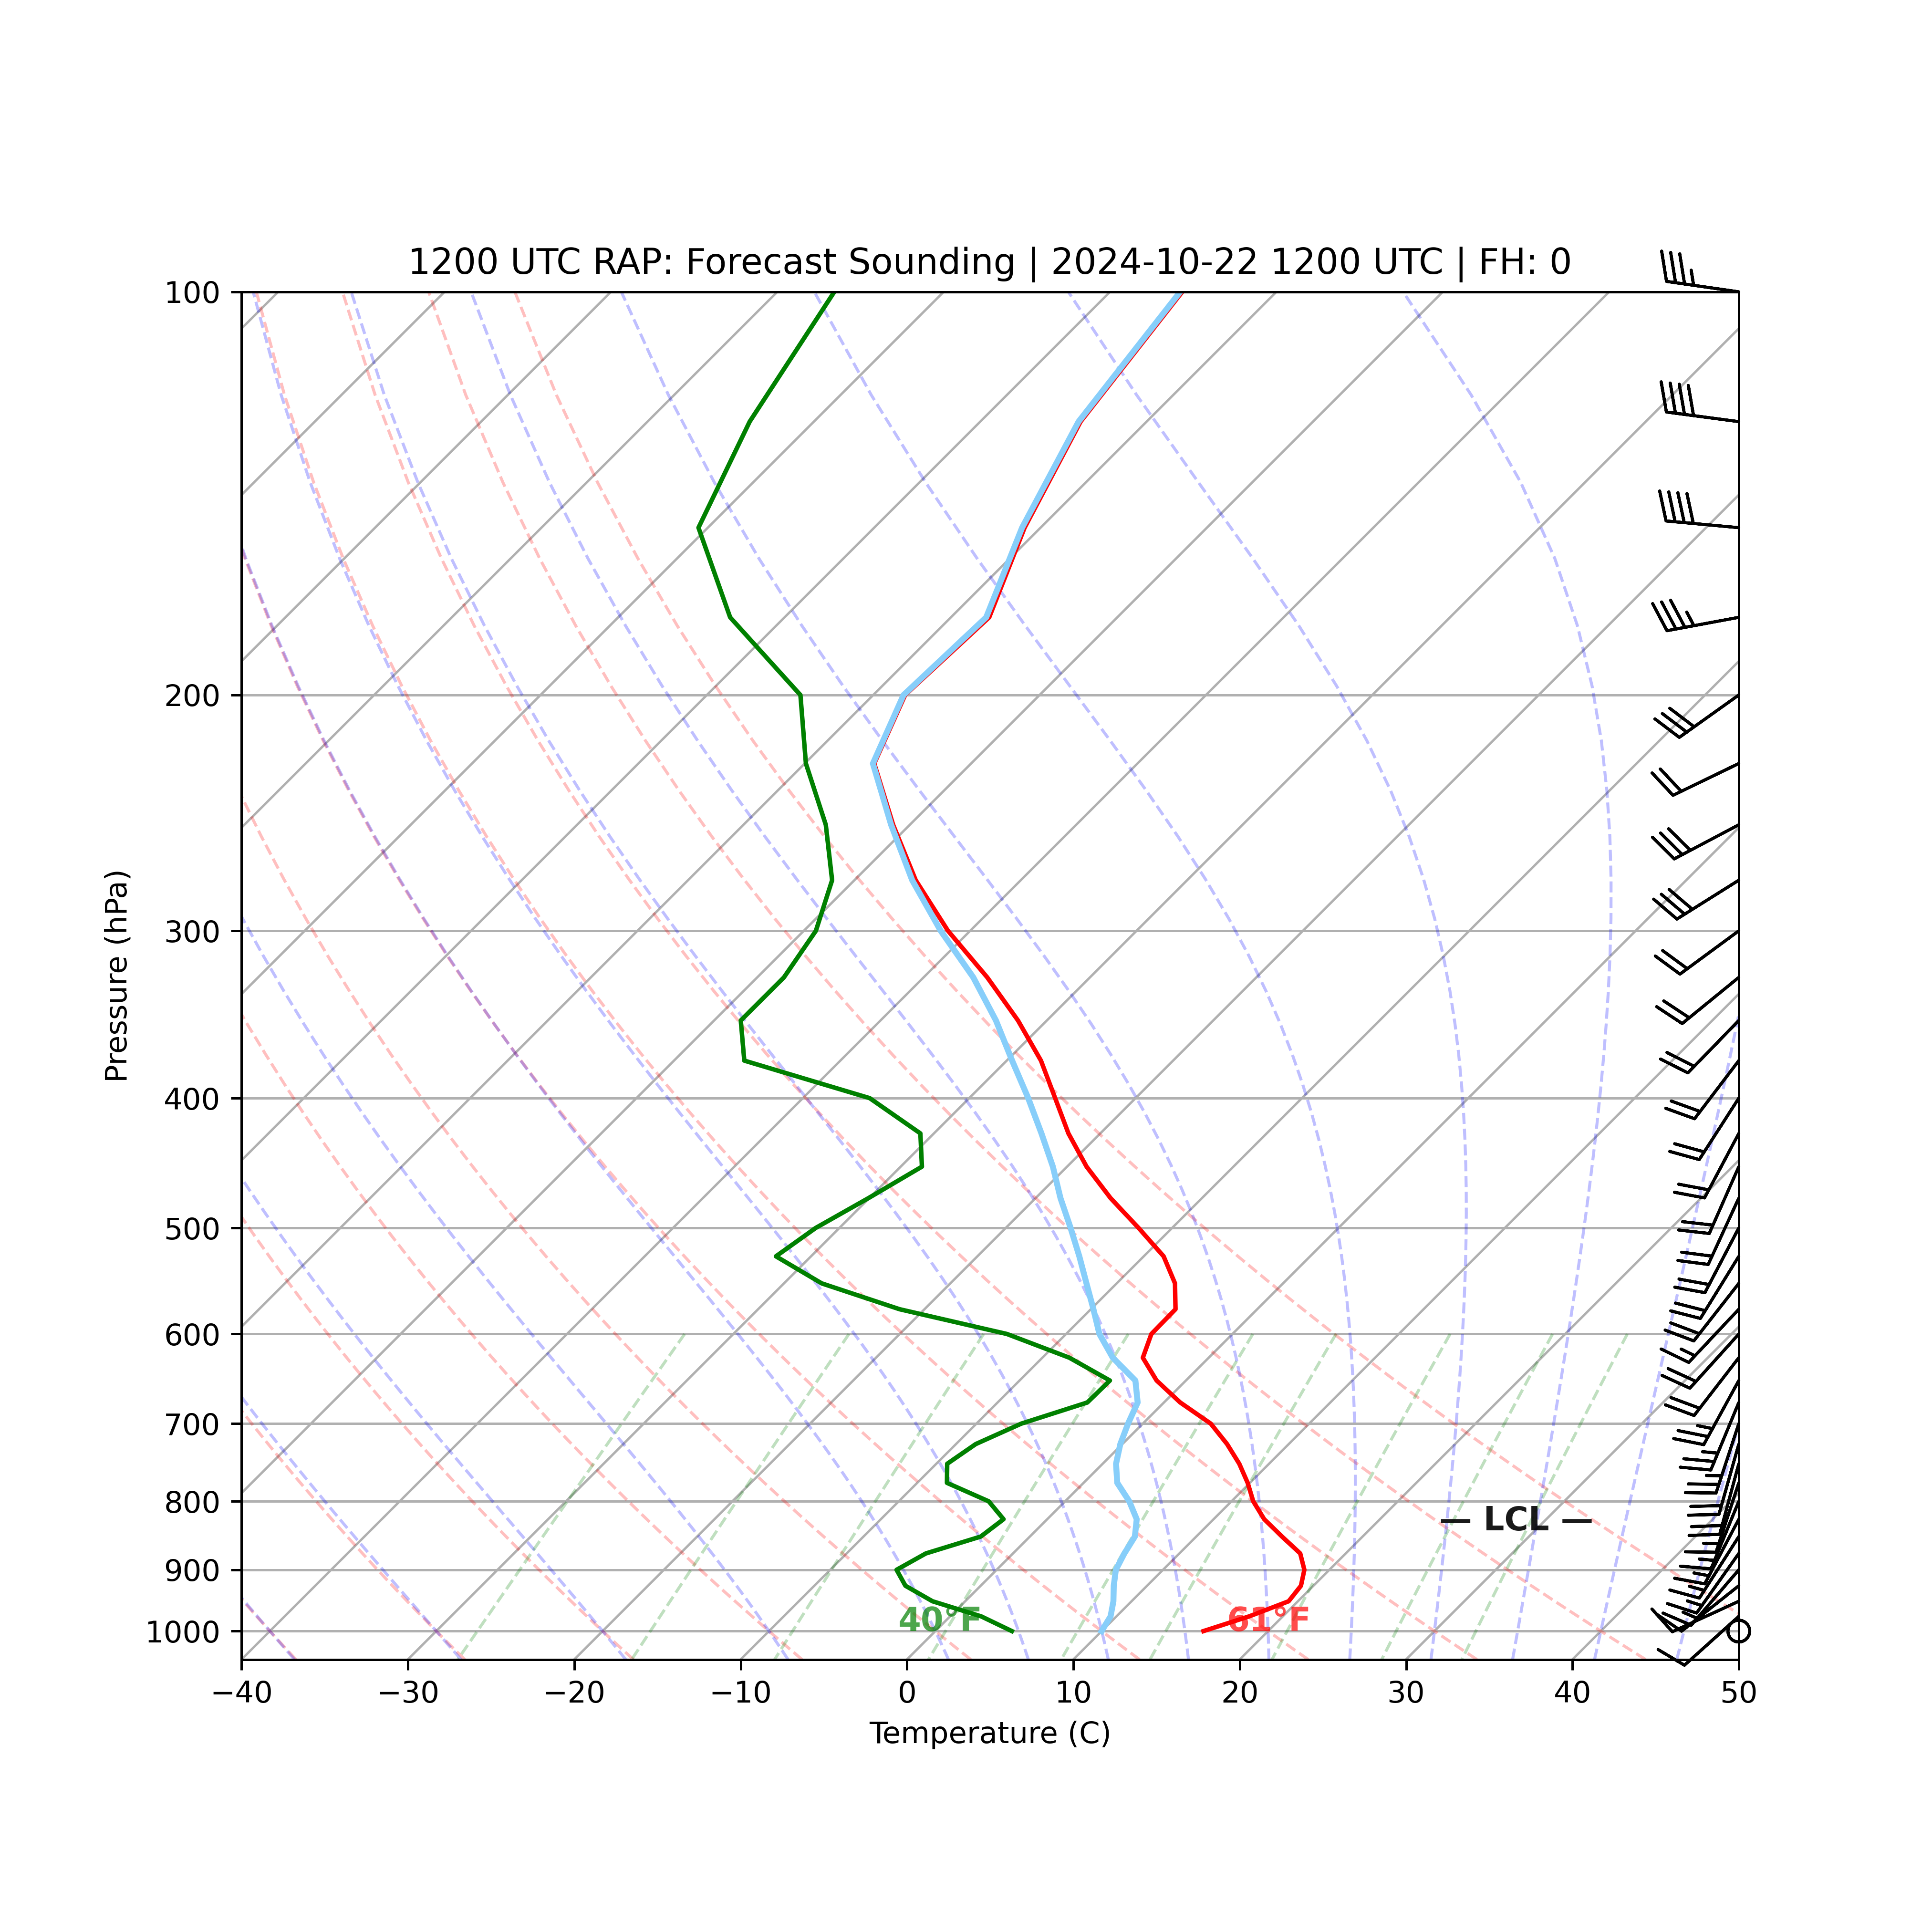 1200 UTC RAP: Forecast Sounding | 2024-10-22 1200 UTC | FH: 0
100
200
300
400
500
600
700
800
900
1000
Pressure (hPa)
— LCL —
40°F
61°F
−40 −30 −20 −10 0 10 20 30 40 50
Temperature (C)